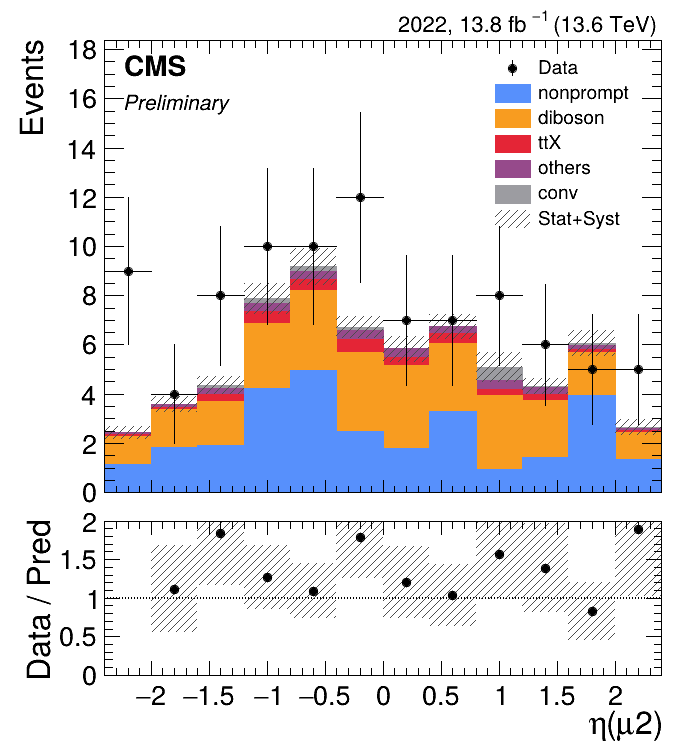 2022, 13.8 fb⁻¹ (13.6 TeV)
CMS
Preliminary
Data
nonprompt
diboson
ttX
others
conv
Stat+Syst
Events
18
16
14
12
10
8
6
4
2
0
Data / Pred
2
1.5
1
0.5
0
−2 −1.5 −1 −0.5 0 0.5 1 1.5 2
η(μ2)